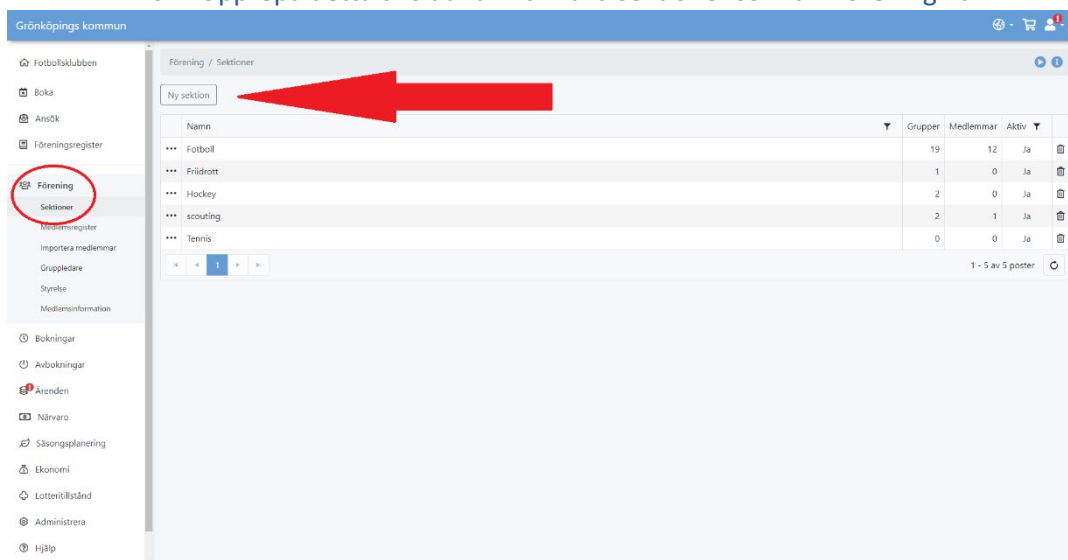 Grönköpings kommun
1
Fotbollsklubben
Boka
Ansök
Föreningsregister
Förening
Sektioner
Medlemsregister
Importera medlemmar
Gruppledare
Styrelse
Medlemsinformation
Bokningar
Avbokningar
1
Ärenden
Närvaro
Säsongsplanering
Ekonomi
Lotteritillstånd
Administrera
Hjälp
Förening / Sektioner
Ny sektion
Namn Grupper Medlemmar Aktiv
Fotboll 19 12 Ja
Friidrott 1 0 Ja
Hockey 2 0 Ja
scouting 2 1 Ja
Tennis 0 0 Ja
1
1 - 5 av 5 poster